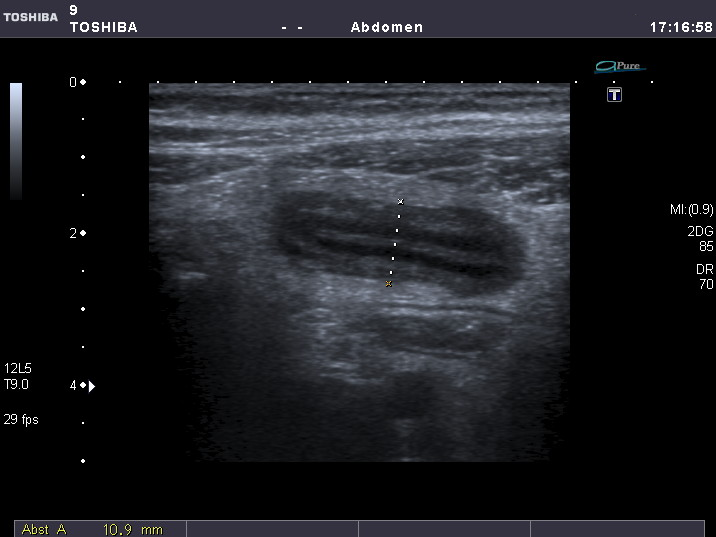 TOSHIBA
9
TOSHIBA - - Abdomen 17:16:58
Pure
T
0
2
4
MI:(0.9)
2DG
85
DR
70
12L5
T9.0
29 fps
Abst A 10.9 mm